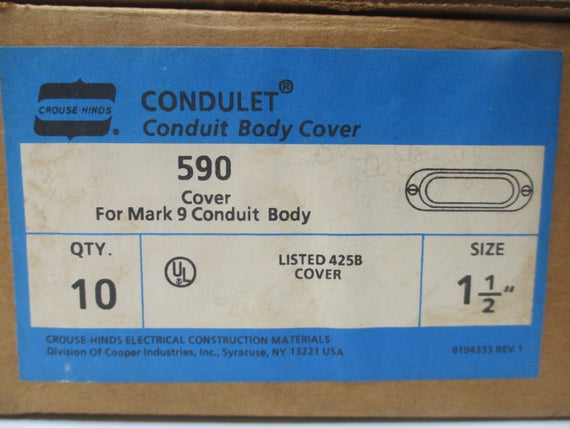 CROUSE-HINDS
®
CONDULET®
Conduit Body Cover
590
Cover
For Mark 9 Conduit Body
QTY.
10
UL
®
LISTED 425B
COVER
SIZE
1 1/2"
CROUSE-HINDS ELECTRICAL CONSTRUCTION MATERIALS
Division Of Cooper Industries, Inc., Syracuse, NY 13221 USA
0104333 REV 1